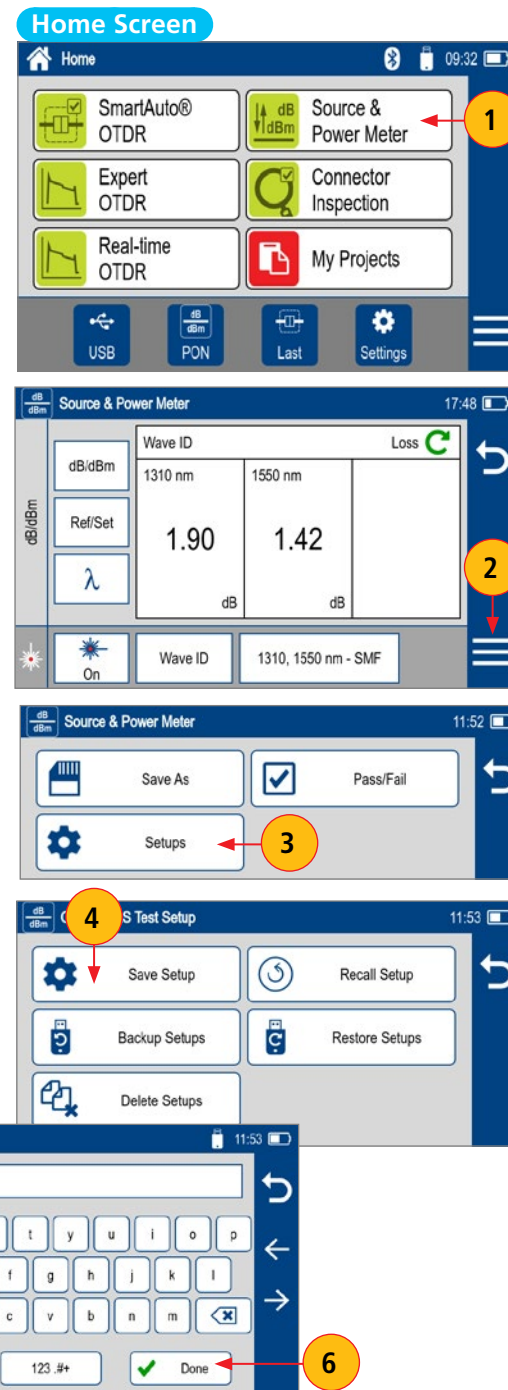 Home Screen
Home 09:32
SmartAuto® OTDR
dB dBm Source & Power Meter 1
Expert OTDR
Connector Inspection
Real-time OTDR
My Projects
USB
dB dBm PON
Last
Settings
dB dBm Source & Power Meter 17:48
dB/dBm
dB/dBm
Ref/Set
λ
Wave ID Loss
1310 nm 1550 nm
1.90 1.42
dB dB
2
On Wave ID 1310, 1550 nm - SMF
dB dBm Source & Power Meter 11:52
Save As Pass/Fail
Setups 3
dB dBm 4 S Test Setup 11:53
Save Setup Recall Setup
Backup Setups Restore Setups
Delete Setups
11:53
t y u i o p
f g h j k l
c v b n m
123 .#+ Done 6